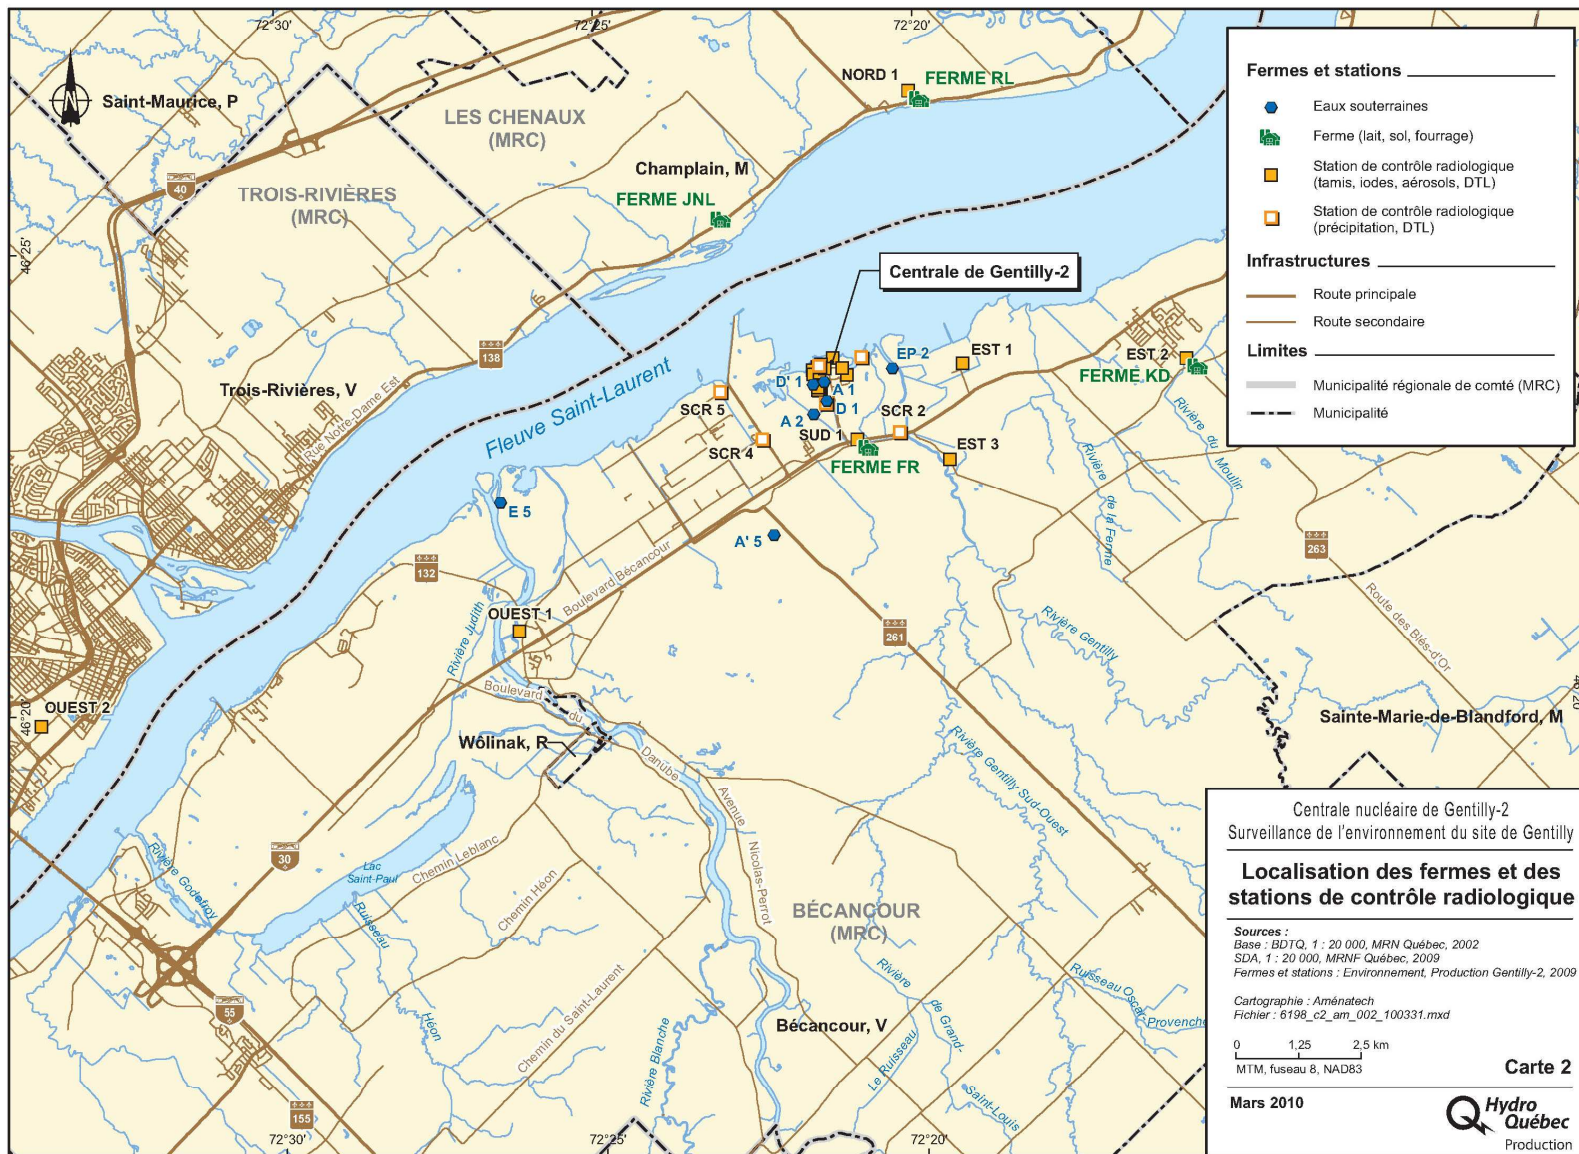 72°30'
72°25'
72°20'
Saint-Maurice, P
LES CHENAUX
(MRC)
NORD 1
FERME RL
Champlain, M
40
TROIS-RIVIÈRES
(MRC)
FERME JNL
46°25'
Centrale de Gentilly-2
138
Trois-Rivières, V
Rue Notre-Dame Est
Fleuve Saint-Laurent
EP 2
EST 1
EST 2
FERME KD
D' 1
A 1
D 1
A 2
SCR 5
SCR 4
SCR 2
SUD 1
FERME FR
EST 3
E 5
A' 5
Rivière du Moulin
Rivière de la Ferme
263
132
Boulevard Bécancour
Rivière Judith
OUEST 1
261
Rivière Gentilly
Route des Blés-d'Or
OUEST 2
46°20'
46°20'
Boulevard du Danube
Wôlinak, R
Sainte-Marie-de-Blandford, M
Rivière Gentilly Sud-Ouest
Avenue Nicolas-Perrot
30
Chemin Leblanc
Lac
Saint-Paul
Rivière Godefroy
Chemin Héon
Ruisseau Héon
BÉCANCOUR
(MRC)
55
Chemin du Saint-Laurent
Rivière Blanche
Bécancour, V
Rivière de Grand-Saint-Louis
Le Ruisseau
Ruisseau Oscar-Provencher
155
72°30'
72°25'
72°20'
Fermes et stations
Eaux souterraines
Ferme (lait, sol, fourrage)
Station de contrôle radiologique
(tamis, iodes, aérosols, DTL)
Station de contrôle radiologique
(précipitation, DTL)
Infrastructures
Route principale
Route secondaire
Limites
Municipalité régionale de comté (MRC)
Municipalité
Centrale nucléaire de Gentilly-2
Surveillance de l'environnement du site de Gentilly
Localisation des fermes et des
stations de contrôle radiologique
Sources :
Base : BDTQ, 1 : 20 000, MRN Québec, 2002
SDA, 1 : 20 000, MRNF Québec, 2009
Fermes et stations : Environnement, Production Gentilly-2, 2009
Cartographie : Aménatech
Fichier : 6198_c2_am_002_100331.mxd
0 1,25 2,5 km
MTM, fuseau 8, NAD83
Carte 2
Mars 2010
Hydro
Québec
Production